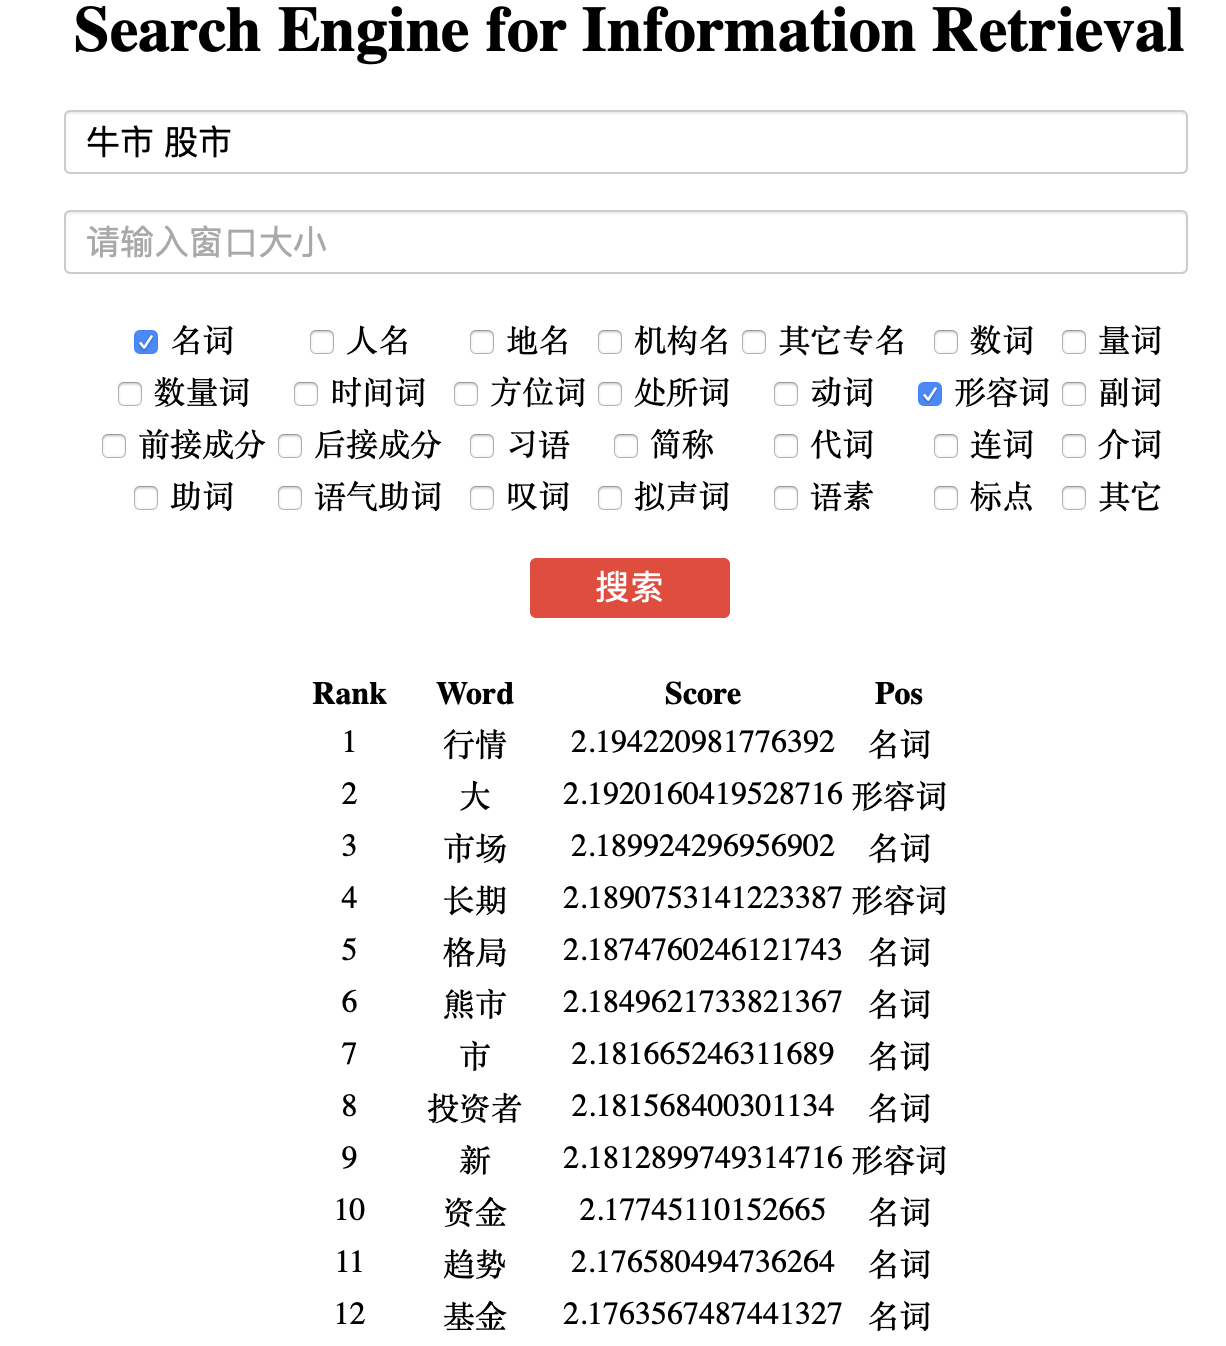 Search Engine for Information Retrieval
牛市 股市
请输入窗口大小
名词 人名 地名 机构名 其它专名 数词 量词
数量词 时间词 方位词 处所词 动词 形容词 副词
前接成分 后接成分 习语 简称 代词 连词 介词
助词 语气助词 叹词 拟声词 语素 标点 其它
搜索
Rank Word Score Pos
1 行情 2.194220981776392 名词
2 大 2.1920160419528716 形容词
3 市场 2.189924296956902 名词
4 长期 2.1890753141223387 形容词
5 格局 2.1874760246121743 名词
6 熊市 2.1849621733821367 名词
7 市 2.181665246311689 名词
8 投资者 2.181568400301134 名词
9 新 2.1812899749314716 形容词
10 资金 2.17745110152665 名词
11 趋势 2.176580494736264 名词
12 基金 2.1763567487441327 名词